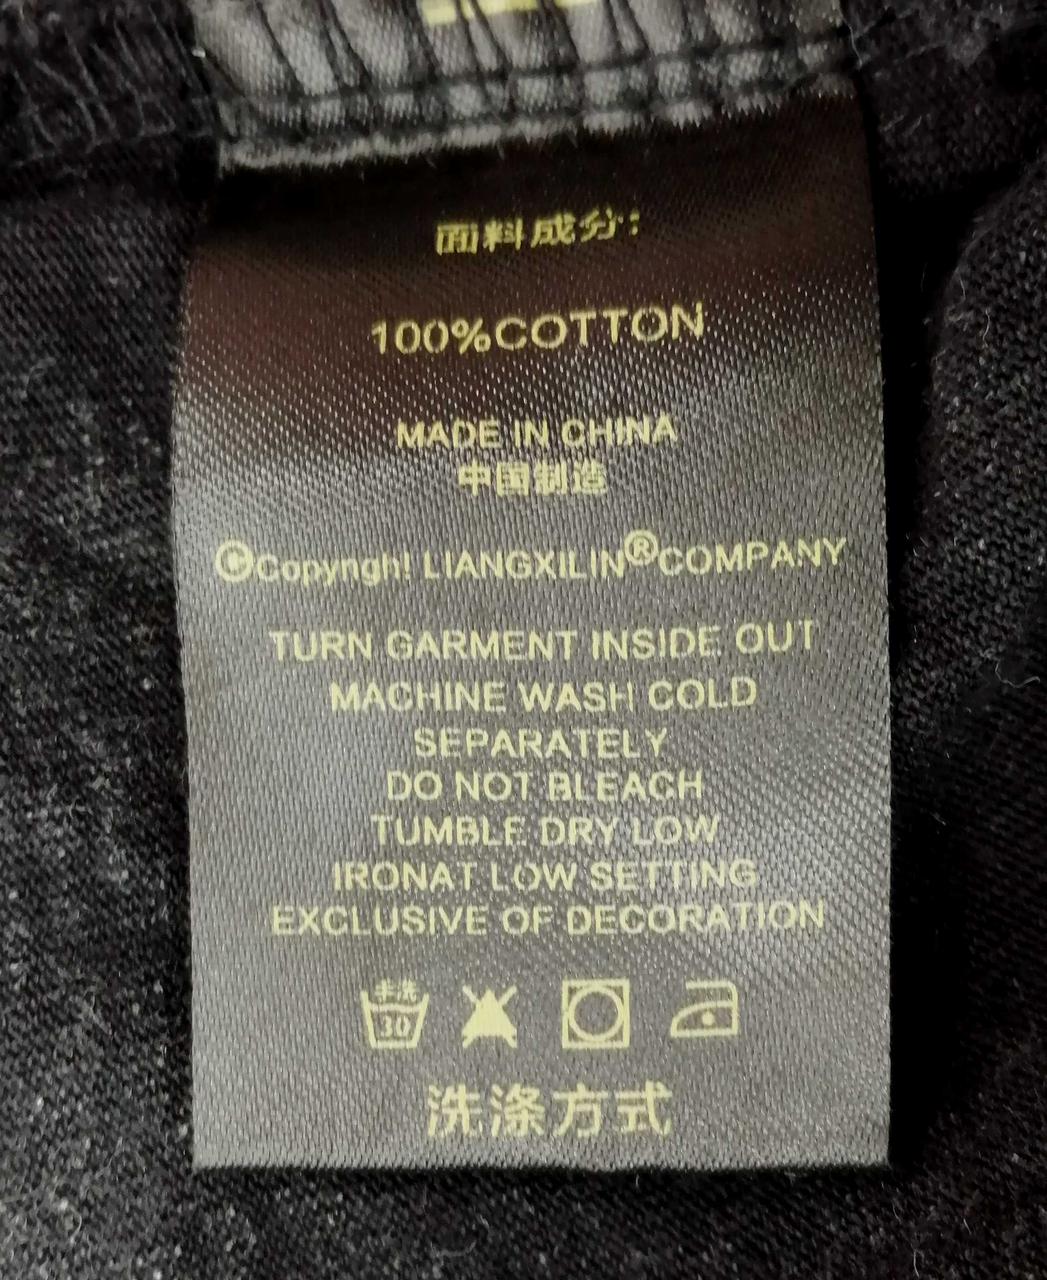 面料成分:
100%COTTON
MADE IN CHINA
中国制造
©Copyright LIANGXILIN®COMPANY
TURN GARMENT INSIDE OUT
MACHINE WASH COLD
SEPARATELY
DO NOT BLEACH
TUMBLE DRY LOW
IRONAT LOW SETTING
EXCLUSIVE OF DECORATION
手洗
30
洗涤方式